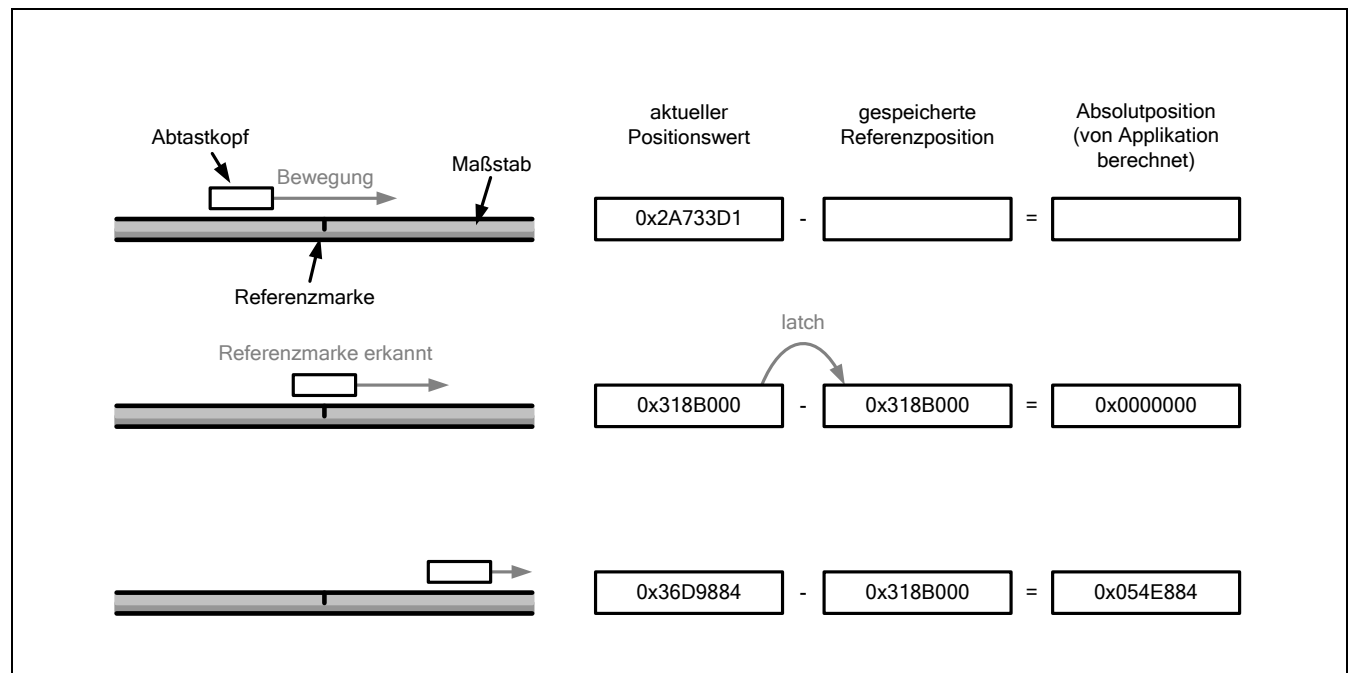 aktueller
Positionswert
gespeicherte
Referenzposition
Absolutposition
(von Applikation
berechnet)
Abtastkopf
Bewegung
Maßstab
0x2A733D1 - =
Referenzmarke
latch
Referenzmarke erkannt
0x318B000 - 0x318B000 = 0x0000000
0x36D9884 - 0x318B000 = 0x054E884